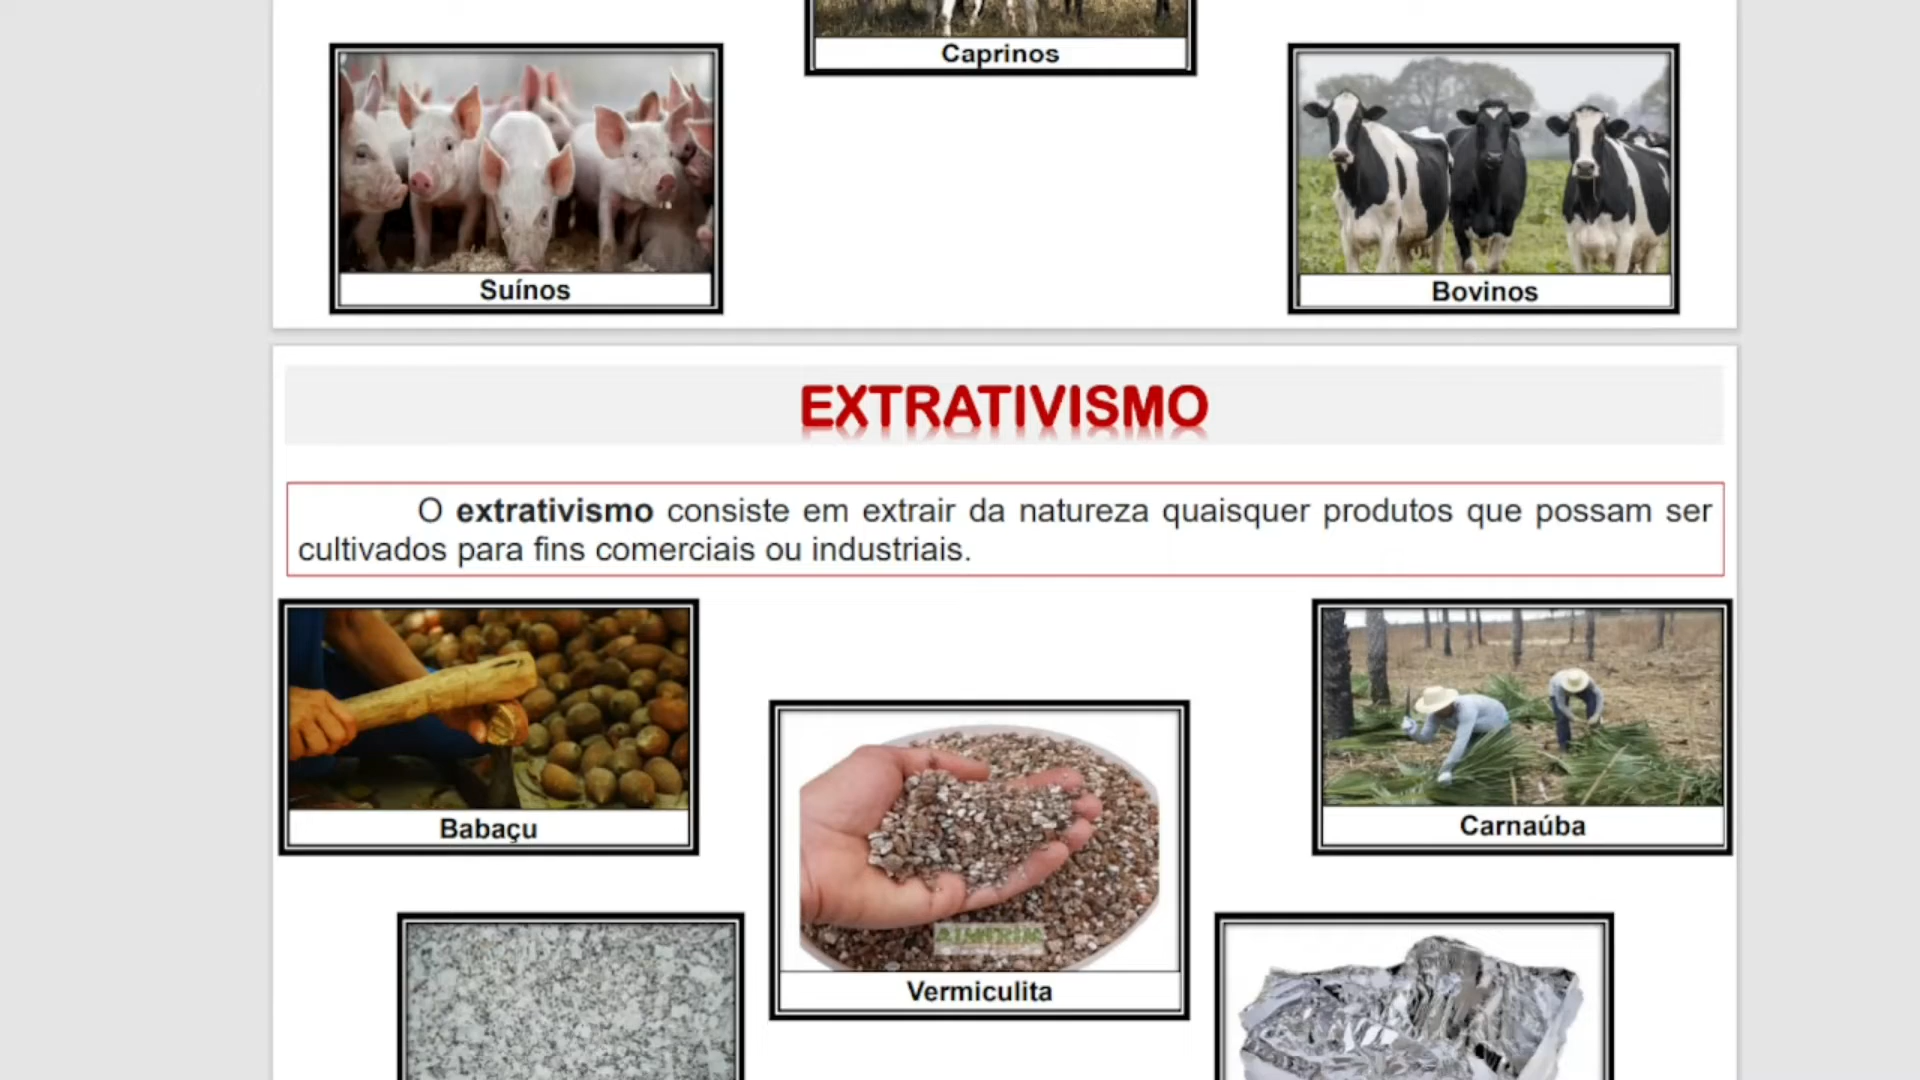 Caprinos
Suínos
Bovinos
EXTRATIVISMO
O extrativismo consiste em extrair da natureza quaisquer produtos que possam ser
cultivados para fins comerciais ou industriais.
Babaçu
Carnaúba
Vermiculita